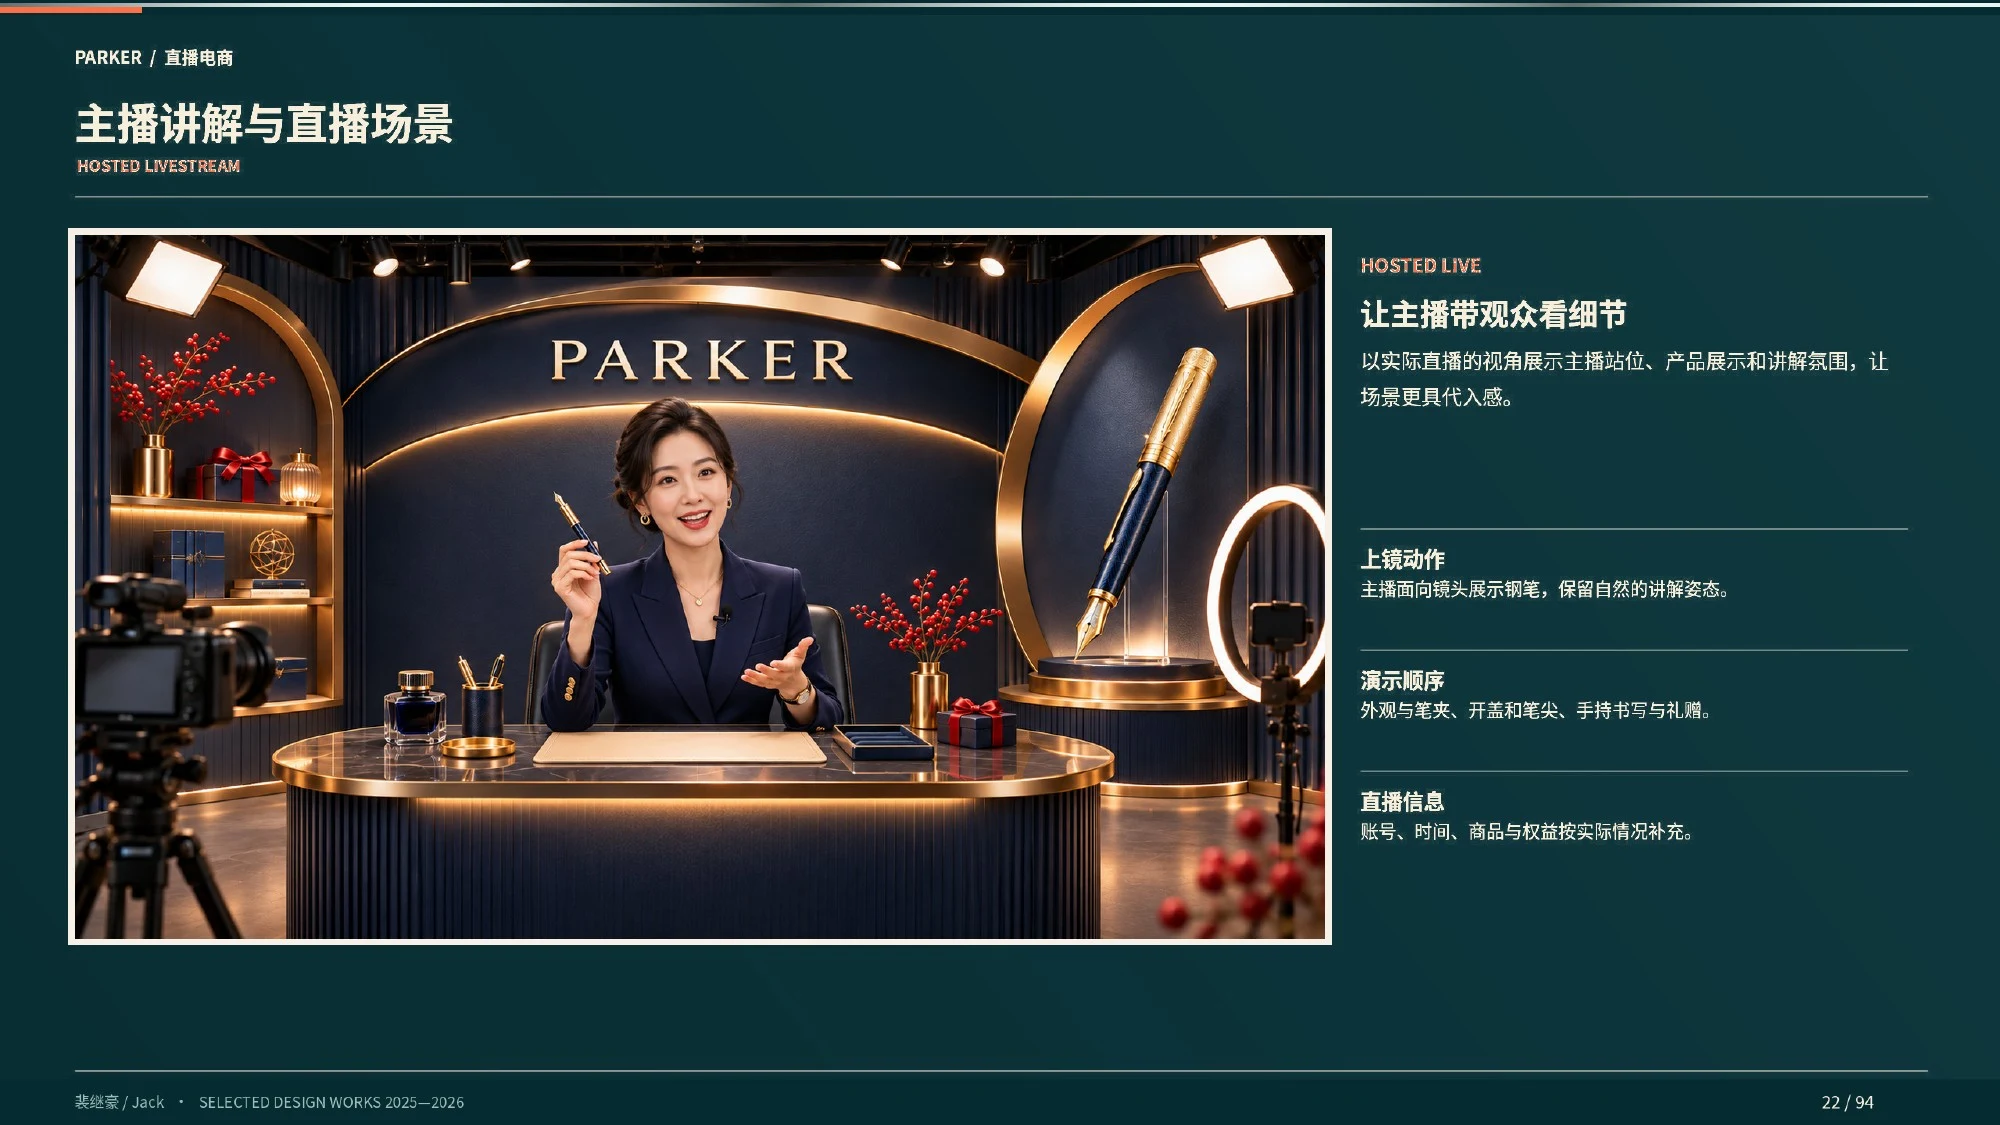 PARKER / 直播电商
主播讲解与直播场景
HOSTED LIVESTREAM
PARKER
HOSTED LIVE
让主播带观众看细节
以实际直播的视角展示主播站位、产品展示和讲解氛围，让
场景更具代入感。
上镜动作
主播面向镜头展示钢笔，保留自然的讲解姿态。
演示顺序
外观与笔夹、开盖和笔尖、手持书写与礼赠。
直播信息
账号、时间、商品与权益按实际情况补充。
裴继豪 / Jack · SELECTED DESIGN WORKS 2025—2026
22 / 94